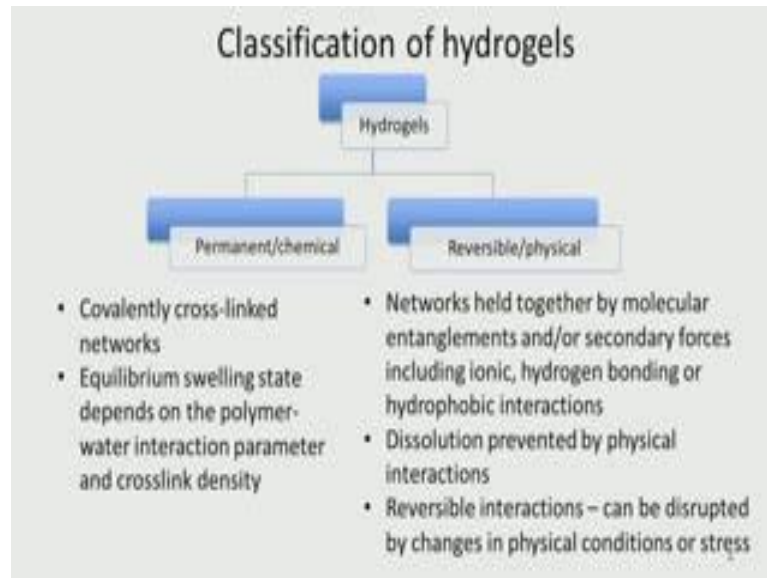 Classification of hydrogels
Hydrogels
Permanent/chemical
• Covalently cross-linked
networks
• Equilibrium swelling state
depends on the polymer-
water interaction parameter
and crosslink density
Reversible/physical
• Networks held together by molecular
entanglements and/or secondary forces
including ionic, hydrogen bonding or
hydrophobic interactions
• Dissolution prevented by physical
interactions
• Reversible interactions – can be disrupted
by changes in physical conditions or stress